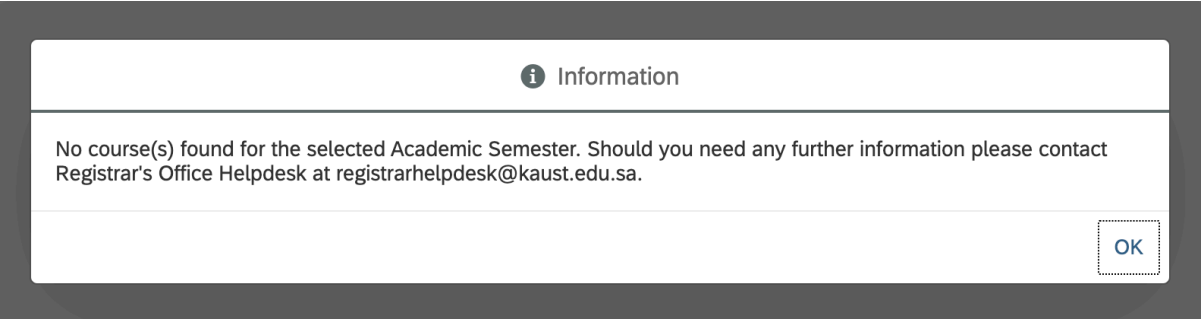 Information
No course(s) found for the selected Academic Semester. Should you need any further information please contact
Registrar's Office Helpdesk at registrarhelpdesk@kaust.edu.sa.
OK